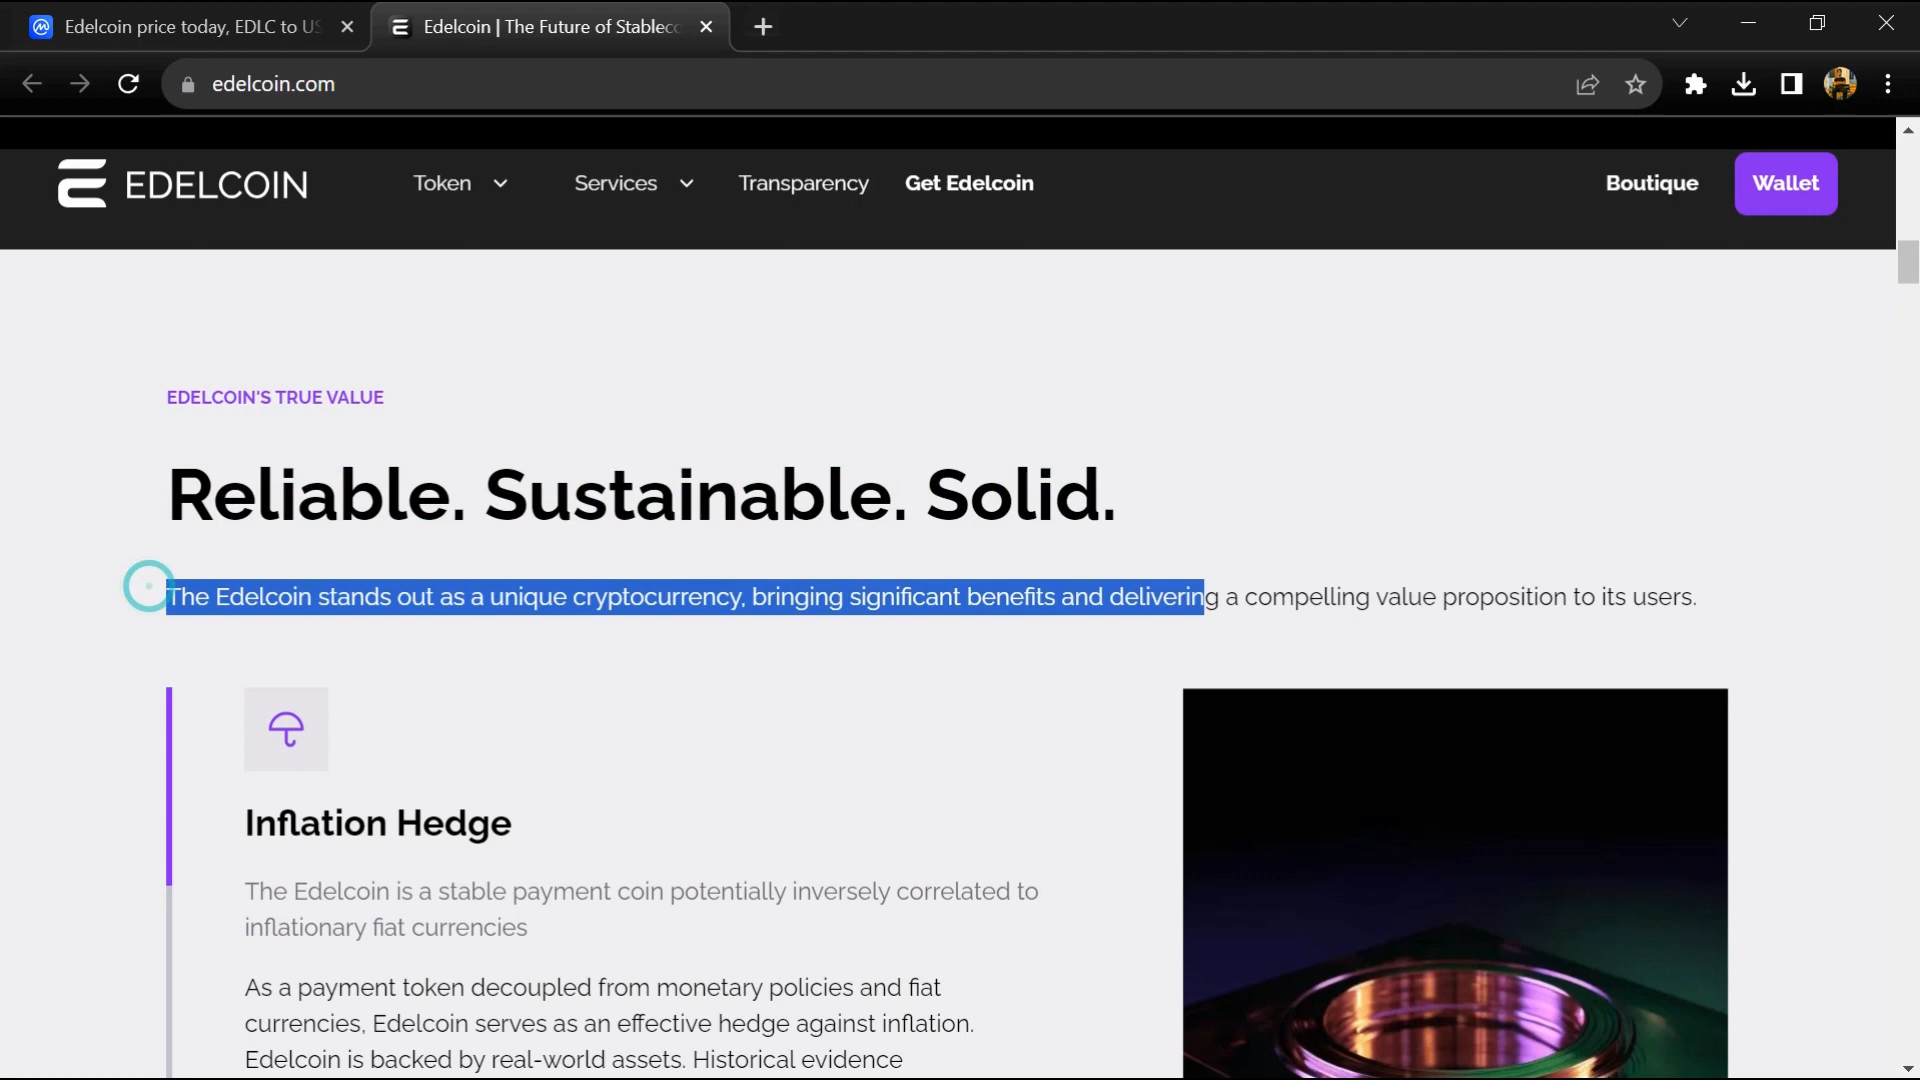 Edelcoin price today, EDLC to US
Edelcoin | The Future of Stablecc
edelcoin.com
EDELCOIN
Token
Services
Transparency
Get Edelcoin
Boutique
Wallet
EDELCOIN'S TRUE VALUE
Reliable. Sustainable. Solid.
The Edelcoin stands out as a unique cryptocurrency, bringing significant benefits and delivering a compelling value proposition to its users.
Inflation Hedge
The Edelcoin is a stable payment coin potentially inversely correlated to
inflationary fiat currencies
As a payment token decoupled from monetary policies and fiat
currencies, Edelcoin serves as an effective hedge against inflation.
Edelcoin is backed by real-world assets. Historical evidence